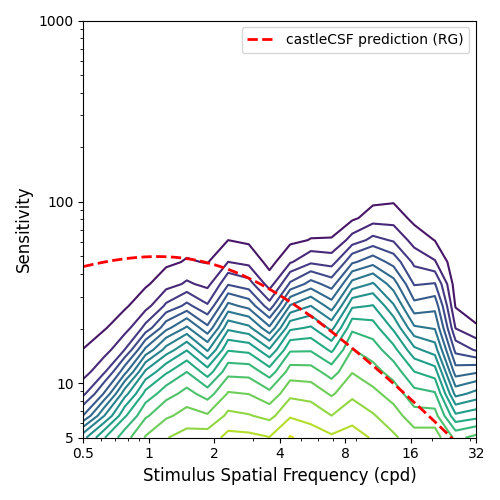 1000
castleCSF prediction (RG)
100
10
5
Sensitivity
0.5 1 2 4 8 16 32
Stimulus Spatial Frequency (cpd)